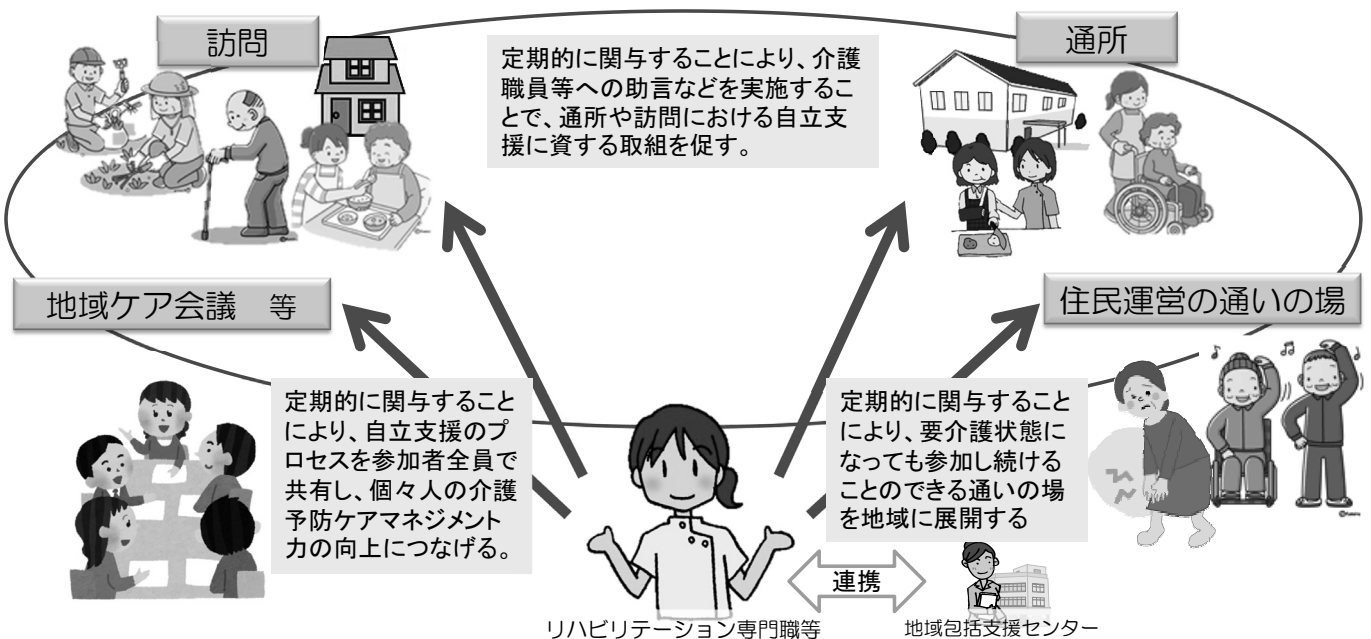 訪問
定期的に関与することにより、介護
職員等への助言などを実施するこ
とで、通所や訪問における自立支
援に資する取組を促す。
通所
地域ケア会議　等
住民運営の通いの場
定期的に関与すること
により、自立支援のプ
ロセスを参加者全員で
共有し、個々人の介護
予防ケアマネジメント
力の向上につなげる。
定期的に関与すること
により、要介護状態に
なっても参加し続ける
ことのできる通いの場
を地域に展開する
連携
リハビリテーション専門職等
地域包括支援センター